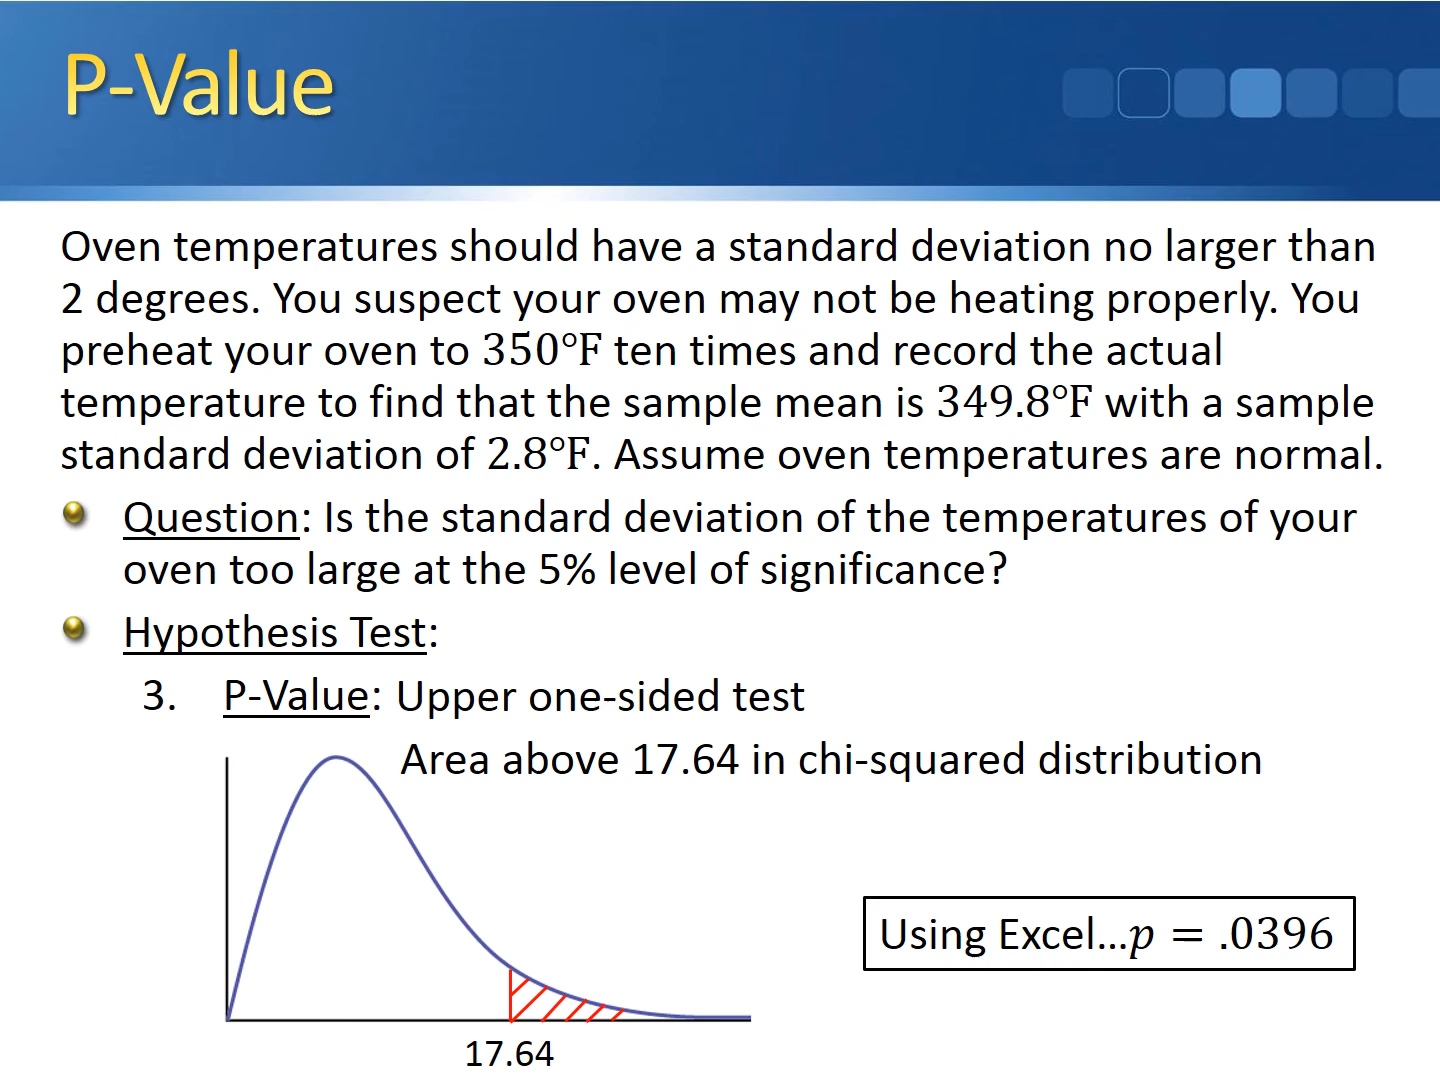 P-Value
Oven temperatures should have a standard deviation no larger than
2 degrees. You suspect your oven may not be heating properly. You
preheat your oven to 350°F ten times and record the actual
temperature to find that the sample mean is 349.8°F with a sample
standard deviation of 2.8°F. Assume oven temperatures are normal.
Question: Is the standard deviation of the temperatures of your
oven too large at the 5% level of significance?
Hypothesis Test:
3. P-Value: Upper one-sided test
Area above 17.64 in chi-squared distribution
Using Excel...p = .0396
17.64